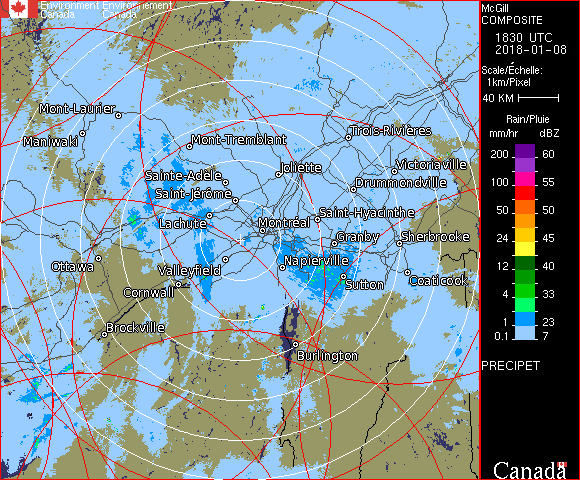 Environment Environnement
Canada Canada
McGill
COMPOSITE
1830 UTC
2018-01-08
Scale/Échelle:
1km/Pixel
40 KM
Rain/Pluie
mm/hr dBZ
200 60
100 55
50 50
24 45
12 40
4 33
1 23
0.1 7
PRECIPET
Canada
Mont-Laurier
Maniwaki
Mont-Tremblant
Trois-Rivières
Joliette
Victoriaville
Sainte-Adèle
Drummondville
Saint-Jérôme
Saint-Hyacinthe
Lachute
Montréal
Granby
Sherbrooke
Ottawa
Valleyfield
Napierville
Sutton
Coaticook
Cornwall
Brockville
Burlington